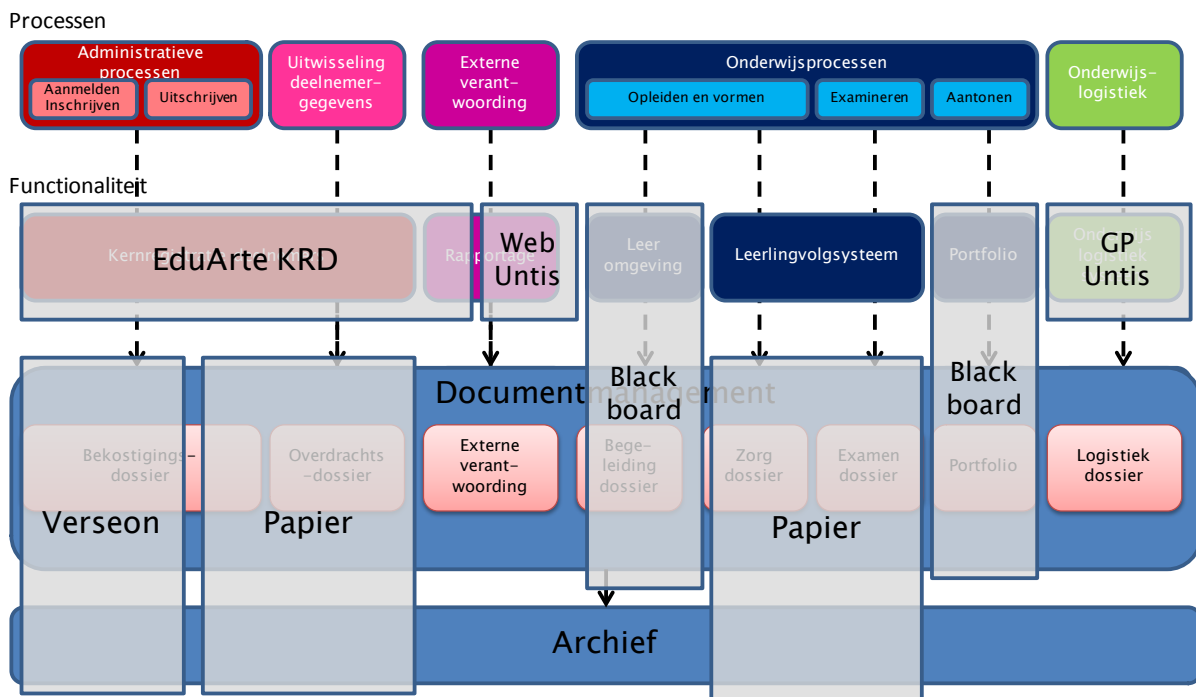 Processen
Administratieve
processen
Aanmelden
Inschrijven
Uitschrijven
Uitwisseling
deelnemer-
gegevens
Externe
verant-
woording
Onderwijsprocessen
Opleiden en vormen
Examineren
Aantonen
Onderwijs-
logistiek
Functionaliteit
EduArte KRD
Rapportage
Web
Untis
Leer
omgeving
Leerlingvolgsysteem
Portfolio
Onderwijs
logistiek
GP
Untis
Documentmanagement
Black
board
Black
board
Bekostigings-
dossier
Overdrachts
-dossier
Externe
verant-
woording
Bege-
leiding
dossier
Zorg
dossier
Examen
dossier
Portfolio
Logistiek
dossier
Verseon
Papier
Papier
Archief